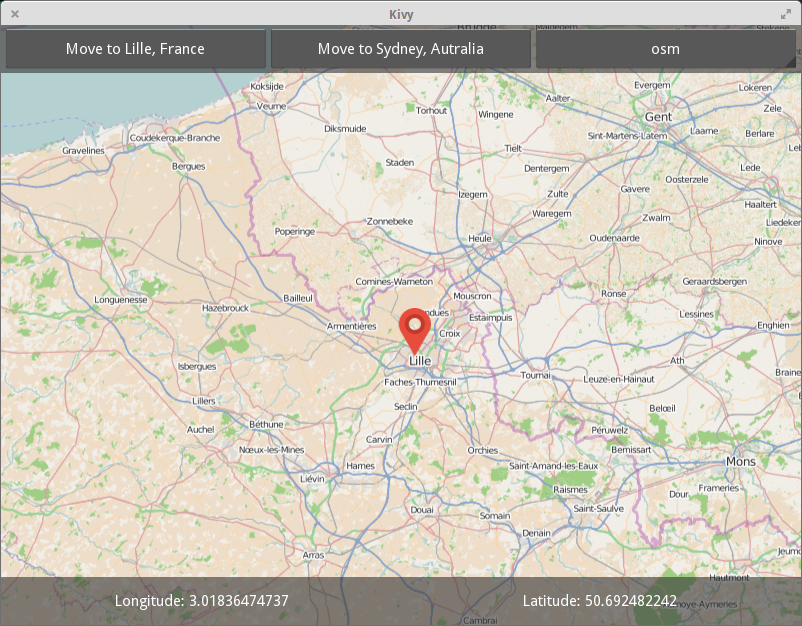 Kivy
Brugge
Maldegem
Move to Lille, France
Move to Sydney, Autralia
osm
Koksijde
Veurne
Torhout
Wingene
Aalter
Evergem
Lokeren
Zele
Gent
Laarne
Berlare
Sint-Martens-Latem
Diksmuide
Coudekerque-Branche
Gravelines
Bergues
Staden
Tielt
Dentergem
Lede
Oosterzele
Gavere
Izegem
Zulte
Waregem
Haaltert
Zwalm
Zonnebeke
Poperinge
Heule
Oudenaarde
Ninove
Comines-Warneton
Geraardsbergen
Ronse
Longuenesse
Hazebrouck
Bailleul
Mouscron
Armentières
Estaimpuis
Lessines
Enghien
Croix
Lille
Ath
Isbergues
Faches-Thumesnil
Tournai
Leuze-en-Hainaut
Lillers
Seclin
Belœil
Auchel
Béthune
Péruwelz
Carvin
Nœux-les-Mines
Orchies
Bernissart
Harnes
Saint-Amand-les-Eaux
Mons
Liévin
Raismes
Dour
Frameries
Douai
Somain
Saint-Saulve
Denain
Arras
Hautmont
Longitude: 3.01836474737
Latitude: 50.692482242
Cambrai